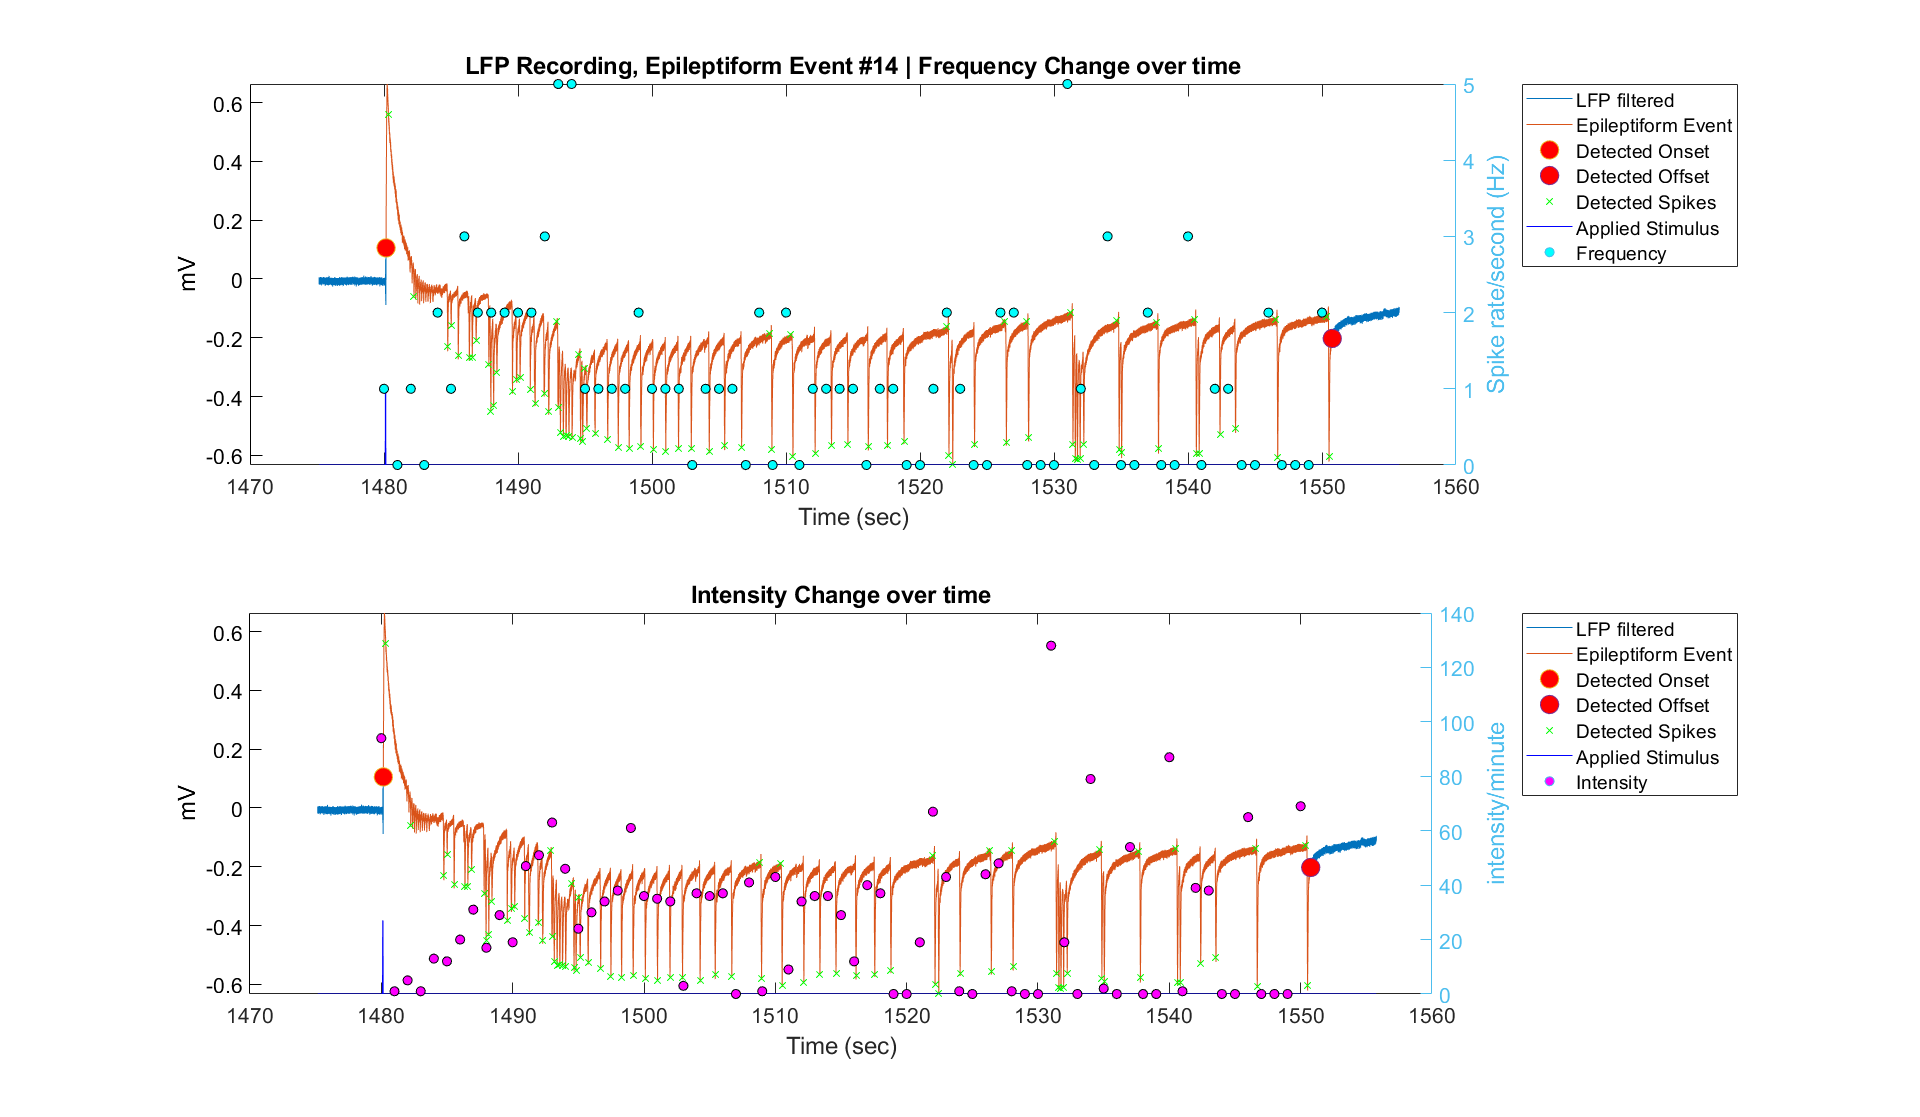 LFP Recording, Epileptiform Event #14 | Frequency Change over time
mV
0.6
0.4
0.2
0
-0.2
-0.4
-0.6
1470 1480 1490 1500 1510 1520 1530 1540 1550 1560
Time (sec)
5
4
3
2
1
0
Spike rate/second (Hz)
LFP filtered
Epileptiform Event
Detected Onset
Detected Offset
Detected Spikes
Applied Stimulus
Frequency
Intensity Change over time
mV
0.6
0.4
0.2
0
-0.2
-0.4
-0.6
1470 1480 1490 1500 1510 1520 1530 1540 1550 1560
Time (sec)
140
120
100
80
60
40
20
0
intensity/minute
LFP filtered
Epileptiform Event
Detected Onset
Detected Offset
Detected Spikes
Applied Stimulus
Intensity